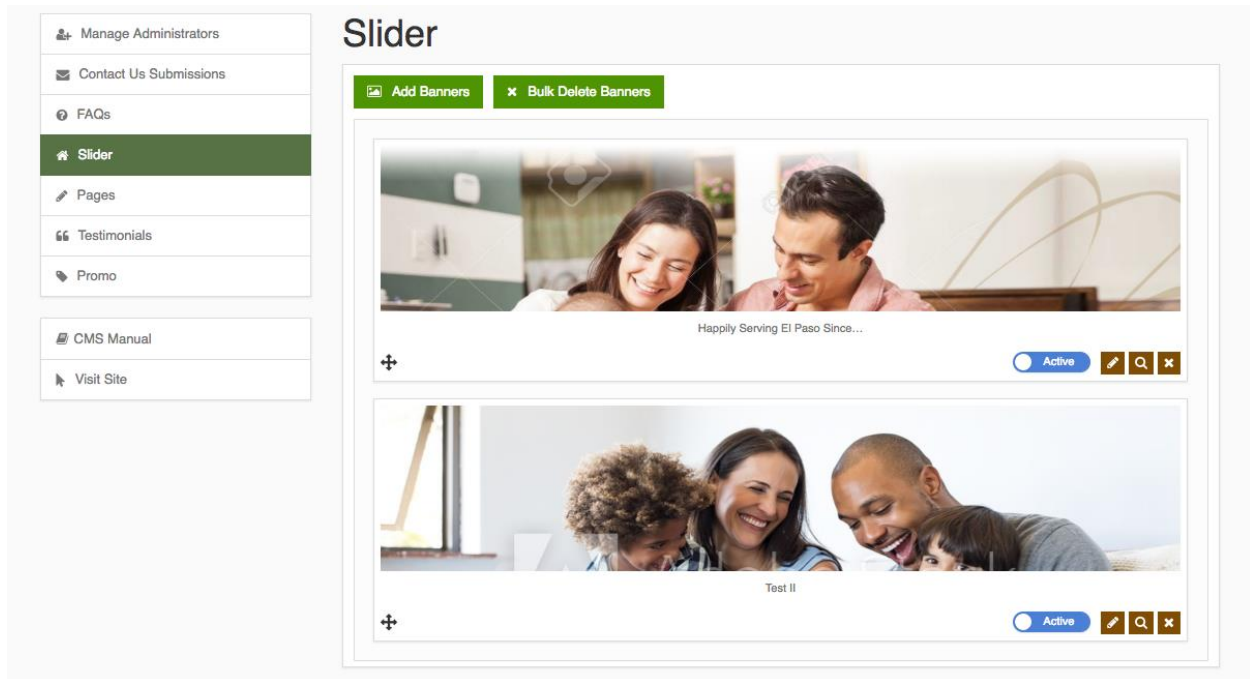 Manage Administrators
Contact Us Submissions
FAQs
Slider
Pages
Testimonials
Promo
CMS Manual
Visit Site
Slider
Add Banners
Bulk Delete Banners
Happily Serving El Paso Since...
Active
Test II
Active